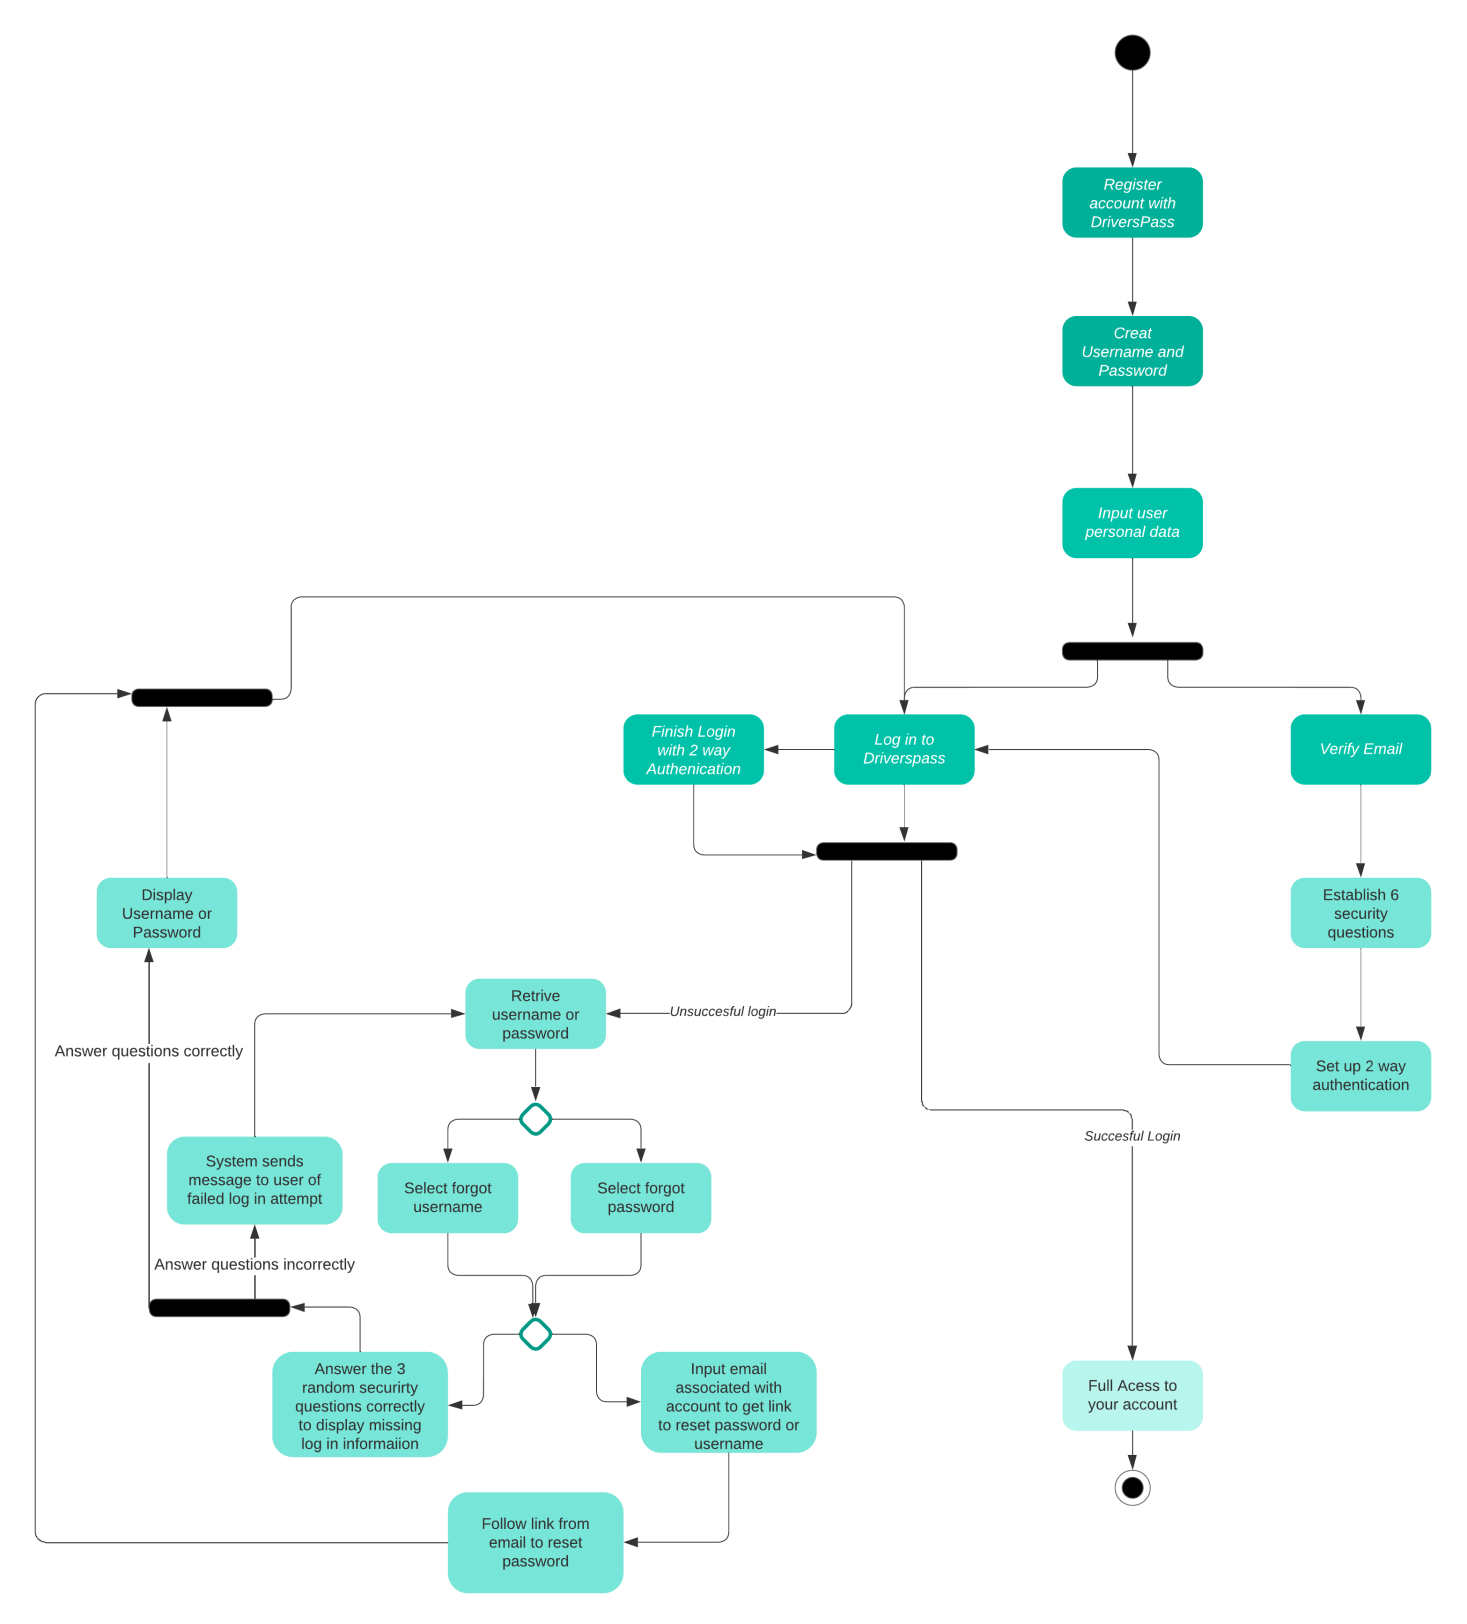 Register
account with
DriversPass
Creat
Username and
Password
Input user
personal data
Finish Login
with 2 way
Authenication
Log in to
Driverspass
Verify Email
Display
Username or
Password
Establish 6
security
questions
Retrive
username or
password
Unsuccesful login
Answer questions correctly
Set up 2 way
authentication
Succesful Login
System sends
message to user of
failed log in attempt
Select forgot
username
Select forgot
password
Answer questions incorrectly
Answer the 3
random securirty
questions correctly
to display missing
log in informaiion
Input email
associated with
account to get link
to reset password or
username
Full Acess to
your account
Follow link from
email to reset
password